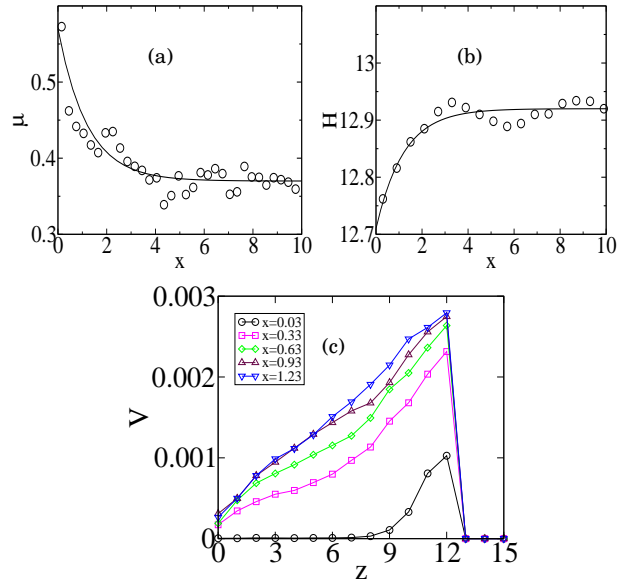 (a)
0.5
0.4
0.3
μ
0 2 4 6 8 10
x
(b)
13
12.9
12.8
12.7
H
0 2 4 6 8 10
x
(c)
x=0.03
x=0.33
x=0.63
x=0.93
x=1.23
0.003
0.002
0.001
0
V
0 3 6 9 12 15
z